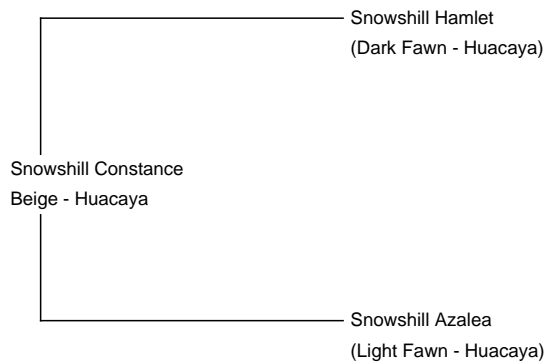 Snowshill Hamlet
(Dark Fawn - Huacaya)
Snowshill Constance
Beige - Huacaya
Snowshill Azalea
(Light Fawn - Huacaya)